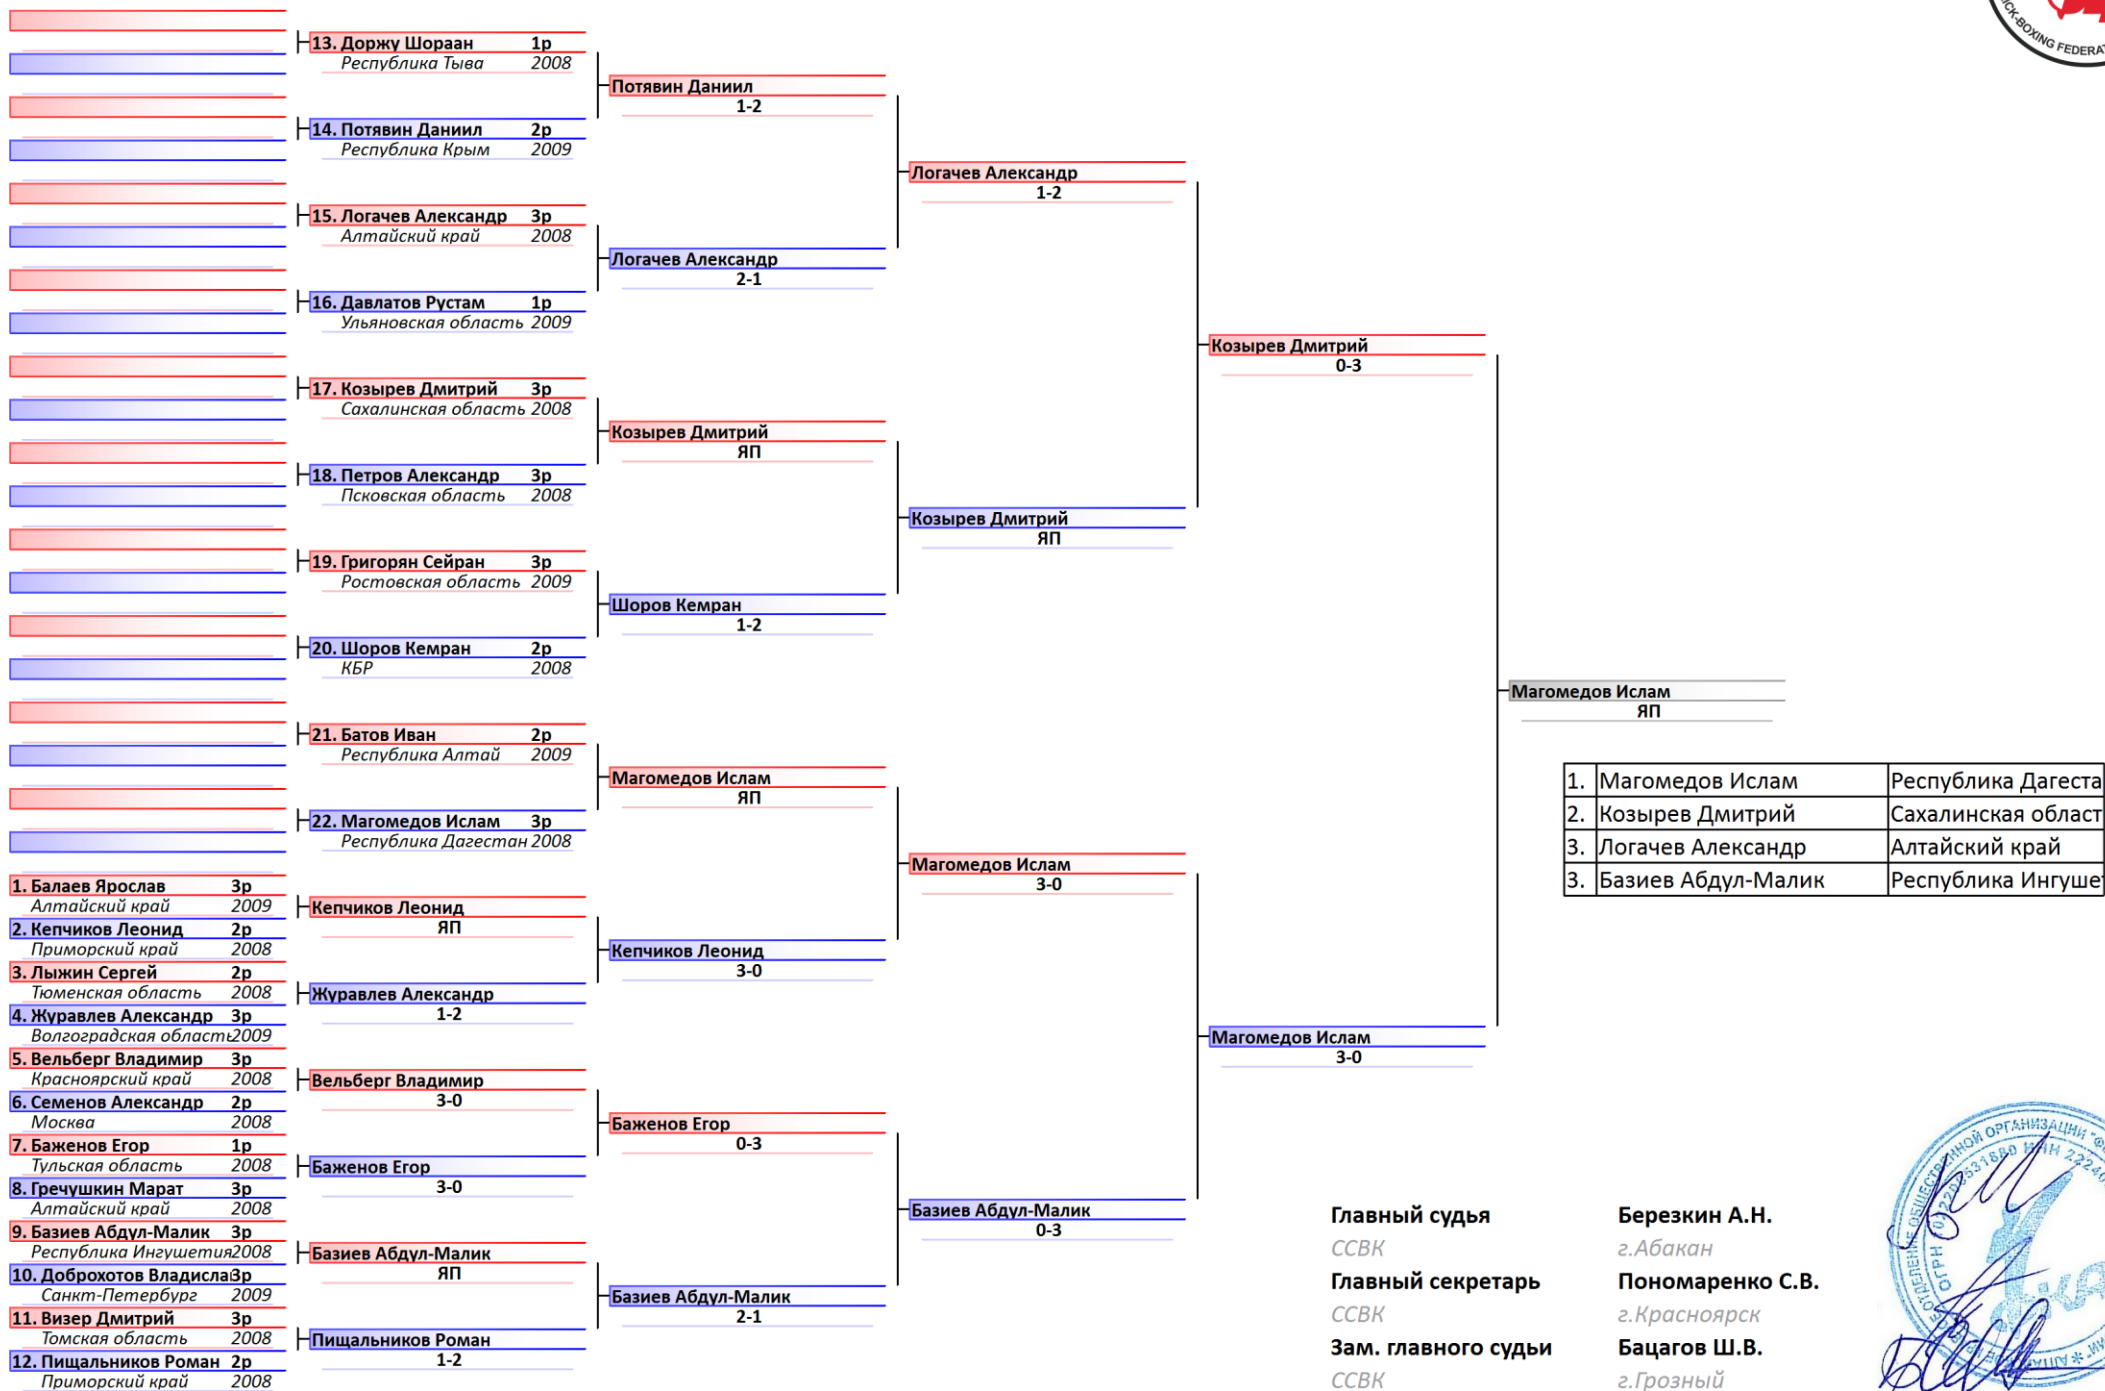 KICK-BOXING FEDERAT
13. Доржу Шораан 1р
Республика Тыва 2008
14. Потявин Даниил 2р
Республика Крым 2009
15. Логачев Александр 3р
Алтайский край 2008
16. Давлатов Рустам 1р
Ульяновская область 2009
17. Козырев Дмитрий 3р
Сахалинская область 2008
18. Петров Александр 3р
Псковская область 2008
19. Григорян Сейран 3р
Ростовская область 2009
20. Шоров Кемран 2р
КБР 2008
21. Батов Иван 2р
Республика Алтай 2009
22. Магомедов Ислам 3р
Республика Дагестан 2008
1. Балаев Ярослав 3р
Алтайский край 2009
2. Кепчиков Леонид 2р
Приморский край 2008
3. Лыжин Сергей 2р
Тюменская область 2008
4. Журавлев Александр 3р
Волгоградская область 2009
5. Вельберг Владимир 3р
Красноярский край 2008
6. Семенов Александр 2р
Москва 2008
7. Баженов Егор 1р
Тульская область 2008
8. Гречушкин Марат 3р
Алтайский край 2008
9. Базиев Абдул-Малик 3р
Республика Ингушетия 2008
10. Доброхотов Владисла 3р
Санкт-Петербург 2009
11. Визер Дмитрий 3р
Томская область 2008
12. Пищальников Роман 2р
Приморский край 2008
Кепчиков Леонид
ЯП
Журавлев Александр
1-2
Вельберг Владимир
3-0
Баженов Егор
3-0
Базиев Абдул-Малик
ЯП
Пищальников Роман
1-2
Потявин Даниил
1-2
Логачев Александр
2-1
Козырев Дмитрий
ЯП
Шоров Кемран
1-2
Магомедов Ислам
ЯП
Кепчиков Леонид
3-0
Баженов Егор
0-3
Базиев Абдул-Малик
2-1
Логачев Александр
1-2
Козырев Дмитрий
ЯП
Магомедов Ислам
3-0
Базиев Абдул-Малик
0-3
Козырев Дмитрий
0-3
Магомедов Ислам
3-0
Магомедов Ислам
ЯП
1. Магомедов Ислам Республика Дагеста
2. Козырев Дмитрий Сахалинская област
3. Логачев Александр Алтайский край
3. Базиев Абдул-Малик Республика Ингуше
Главный судья Березкин А.Н.
ССВК г.Абакан
Главный секретарь Пономаренко С.В.
ССВК г.Красноярск
Зам. главного судьи Бацагов Ш.В.
ССВК г.Грозный